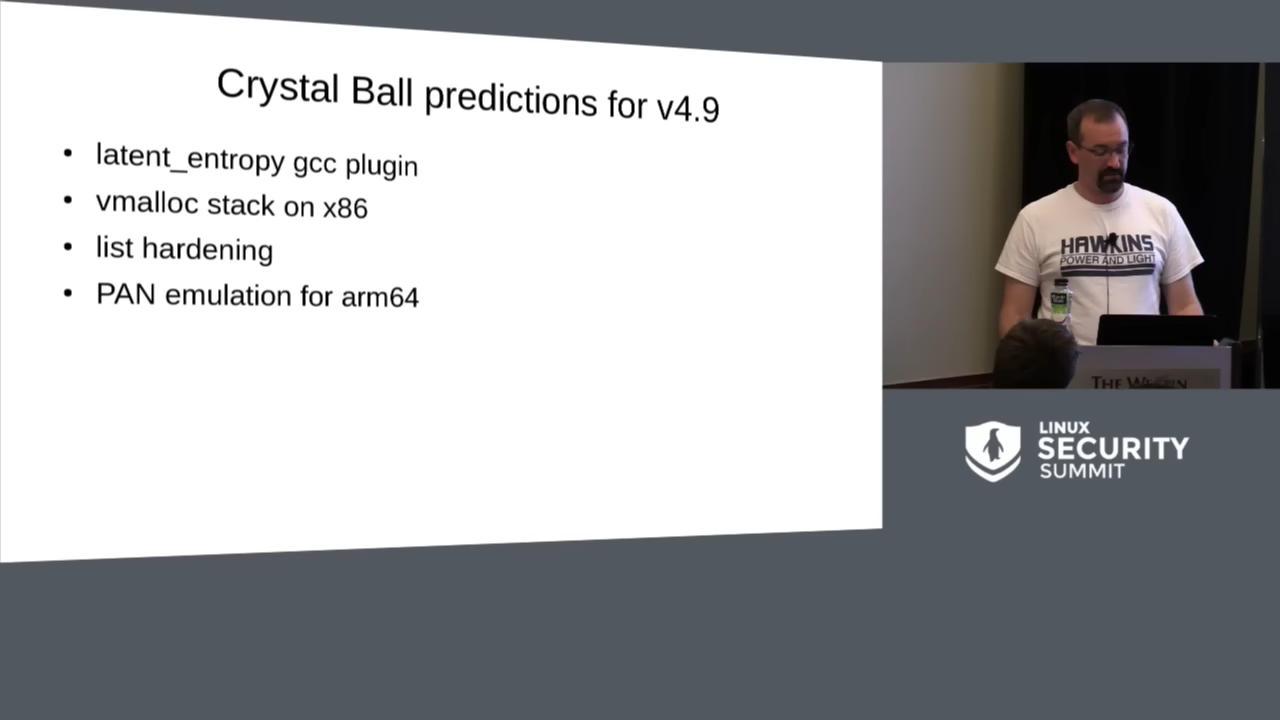 Crystal Ball predictions for v4.9
• latent_entropy gcc plugin
• vmalloc stack on x86
• list hardening
• PAN emulation for arm64
HAWKINS
POWER AND LIGHT
THE WESTIN
LINUX
SECURITY
SUMMIT